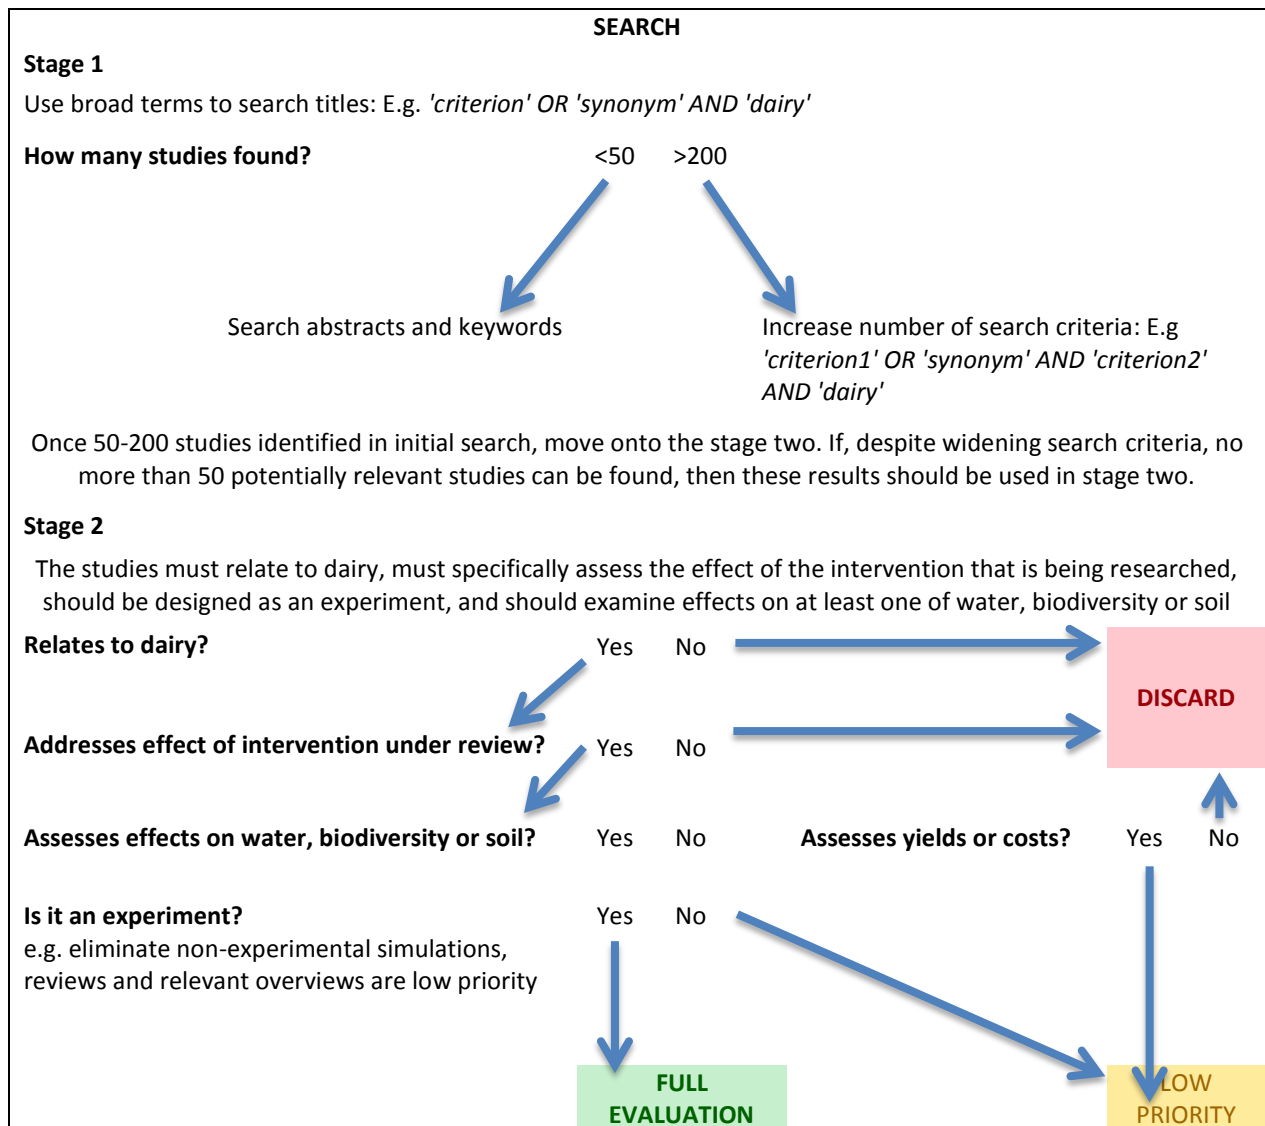 SEARCH
Stage 1
Use broad terms to search titles: E.g. 'criterion' OR 'synonym' AND 'dairy'
How many studies found? <50 >200
Search abstracts and keywords
Increase number of search criteria: E.g
'criterion1' OR 'synonym' AND 'criterion2'
AND 'dairy'
Once 50-200 studies identified in initial search, move onto the stage two. If, despite widening search criteria, no
more than 50 potentially relevant studies can be found, then these results should be used in stage two.
Stage 2
The studies must relate to dairy, must specifically assess the effect of the intervention that is being researched,
should be designed as an experiment, and should examine effects on at least one of water, biodiversity or soil
Relates to dairy? Yes No
DISCARD
Addresses effect of intervention under review? Yes No
Assesses effects on water, biodiversity or soil? Yes No Assesses yields or costs? Yes No
Is it an experiment? Yes No
e.g. eliminate non-experimental simulations,
reviews and relevant overviews are low priority
FULL
EVALUATION
LOW
PRIORITY